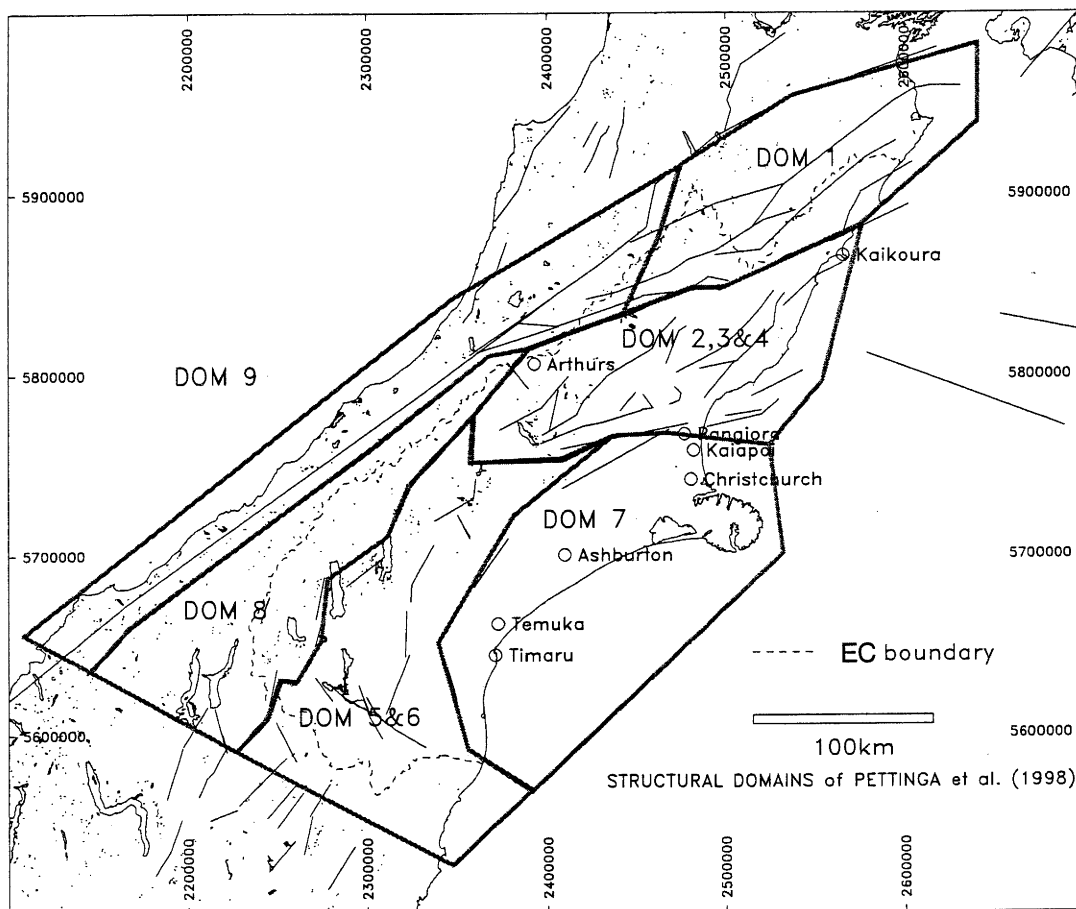 2200000
2300000
2400000
2500000
2600000
DOM 1
5900000
5900000
Kaikoura
DOM 2,3&4
Arthurs
DOM 9
5800000
5800000
Rangiora
Kaiapoi
Christchurch
DOM 7
5700000
Ashburton
5700000
DOM 8
Temuka
Timaru
EC boundary
DOM 5&6
5600000
5600000
100km
STRUCTURAL DOMAINS of PETTINGA et al. (1998)
2200000
2300000
2400000
2500000
2600000